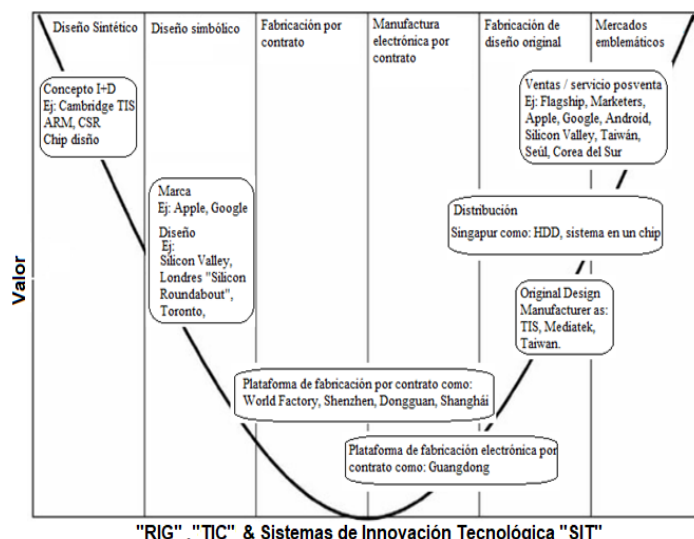 Diseño Sintético
Diseño simbólico
Fabricación por
contrato
Manufactura
electrónica por
contrato
Fabricación de
diseño original
Mercados
emblemáticos
Concepto I+D
Ej: Cambridge TIS
ARM, CSR
Chip disño
Ventas / servicio posventa
Ej: Flagship, Marketers,
Apple, Google, Android,
Silicon Valley, Taiwán,
Seúl, Corea del Sur
Marca
Ej: Apple, Google
Diseño
Ej:
Silicon Valley,
Londres "Silicon
Roundabout",
Toronto,
Distribución
Singapur como: HDD, sistema en un chip
Original Design
Manufacturer as:
TIS, Mediatek,
Taiwan.
Plataforma de fabricación por contrato como:
World Factory, Shenzhen, Dongguan, Shanghái
Plataforma de fabricación electrónica por
contrato como: Guangdong
Valor
"RIG" ,"TIC" & Sistemas de Innovación Tecnológica "SIT"